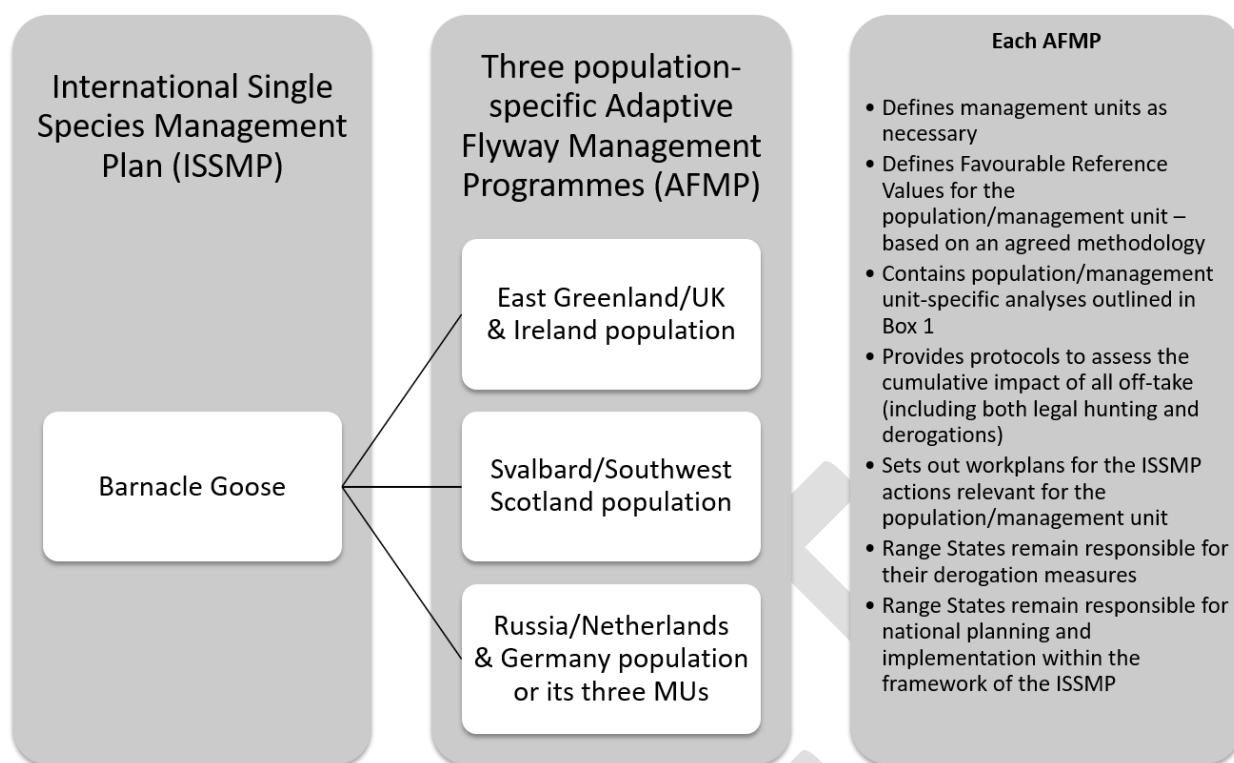 International Single
Species Management
Plan (ISSMP)
Barnacle Goose
Three population-
specific Adaptive
Flyway Management
Programmes (AFMP)
East Greenland/UK
& Ireland population
Svalbard/Southwest
Scotland population
Russia/Netherlands
& Germany population
or its three MUs
Each AFMP
• Defines management units as
necessary
• Defines Favourable Reference
Values for the
population/management unit –
based on an agreed methodology
• Contains population/management
unit-specific analyses outlined in
Box 1
• Provides protocols to assess the
cumulative impact of all off-take
(including both legal hunting and
derogations)
• Sets out workplans for the ISSMP
actions relevant for the
population/management unit
• Range States remain responsible for
their derogation measures
• Range States remain responsible for
national planning and
implementation within the
framework of the ISSMP